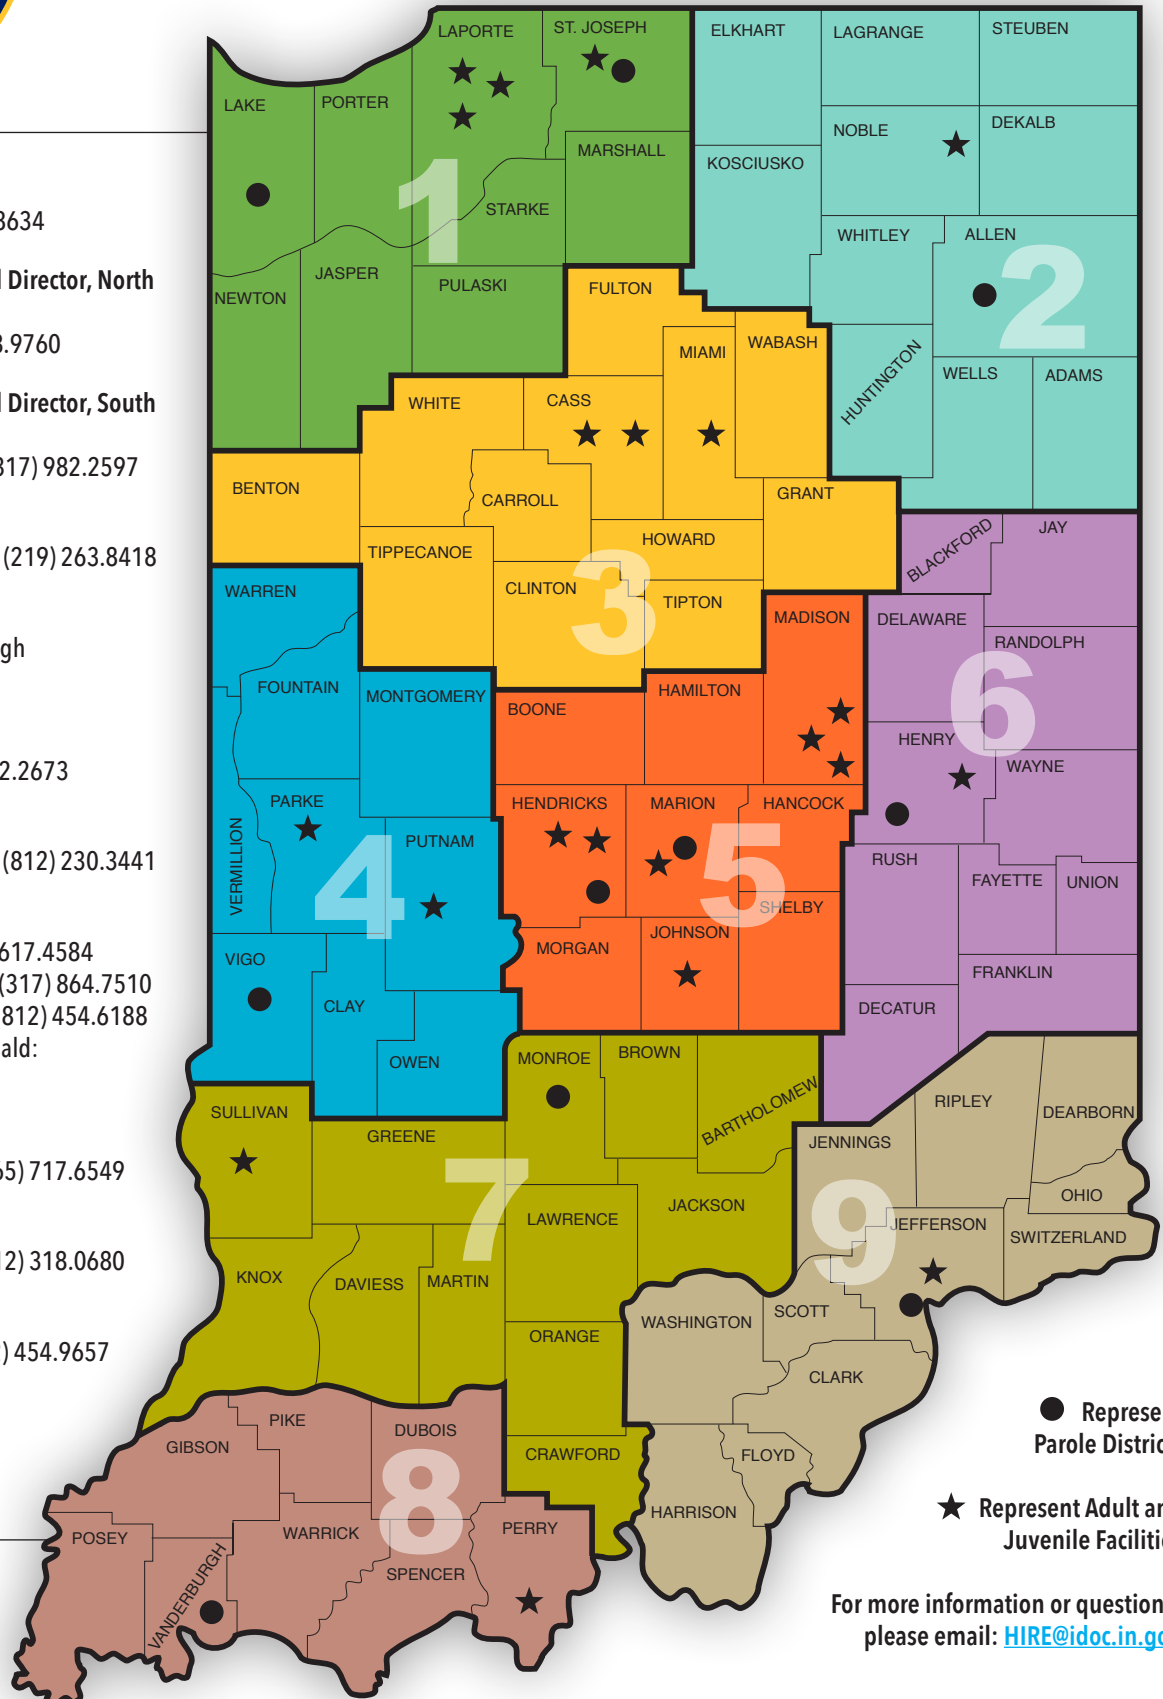 3634
l Director, North
3.9760
l Director, South
317) 982.2597
(219) 263.8418
gh
2.2673
(812) 230.3441
617.4584
(317) 864.7510
812) 454.6188
ald:
65) 717.6549
12) 318.0680
) 454.9657
LAPORTE
ST. JOSEPH
ELKHART
LAGRANGE
STEUBEN
LAKE
PORTER
NOBLE
DEKALB
MARSHALL
KOSCIUSKO
1
STARKE
WHITLEY
ALLEN
2
JASPER
PULASKI
NEWTON
FULTON
MIAMI
WABASH
HUNTINGTON
WELLS
ADAMS
WHITE
CASS
BENTON
CARROLL
GRANT
TIPPECANOE
HOWARD
BLACKFORD
JAY
WARREN
CLINTON
3
TIPTON
MADISON
DELAWARE
RANDOLPH
FOUNTAIN
MONTGOMERY
BOONE
HAMILTON
6
HENRY
WAYNE
PARKE
HENDRICKS
MARION
HANCOCK
VERMILLION
PUTNAM
4
5
RUSH
FAYETTE
UNION
SHELBY
VIGO
MORGAN
JOHNSON
FRANKLIN
CLAY
DECATUR
OWEN
MONROE
BROWN
BARTHOLOMEW
SULLIVAN
GREENE
RIPLEY
DEARBORN
JENNINGS
7
LAWRENCE
JACKSON
9
OHIO
JEFFERSON
SWITZERLAND
KNOX
DAVIESS
MARTIN
WASHINGTON
SCOTT
ORANGE
CLARK
PIKE
DUBOIS
GIBSON
CRAWFORD
FLOYD
8
HARRISON
POSEY
VANDERBURGH
WARRICK
SPENCER
PERRY
Represe
Parole Distric
Represent Adult an
Juvenile Faciliti
For more information or question
please email: HIRE@idoc.in.go